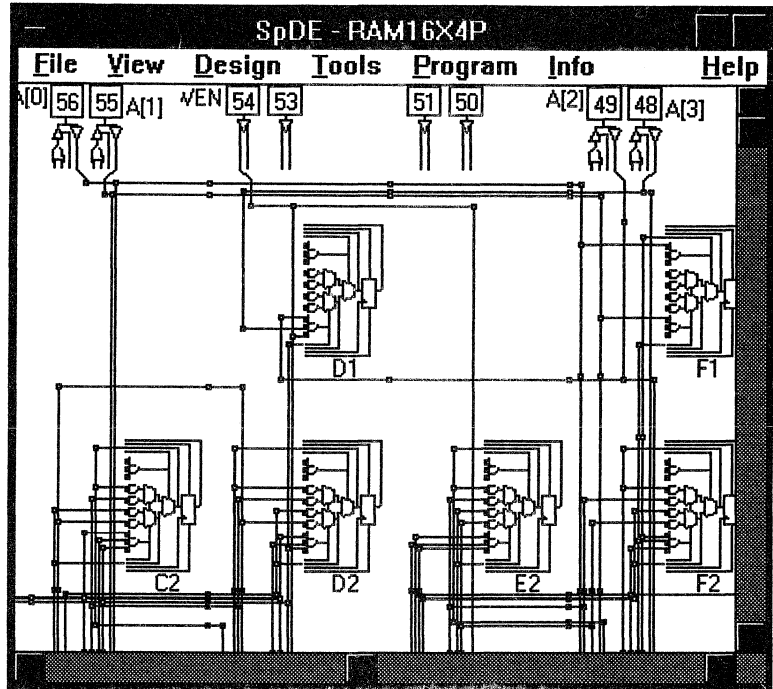 SpDE - RAM16X4P
File View Design Tools Program Info Help
A[0] 56 55 A[1] WEN 54 53 51 50 A[2] 49 48 A[3]
D1 F1
C2 D2 E2 F2